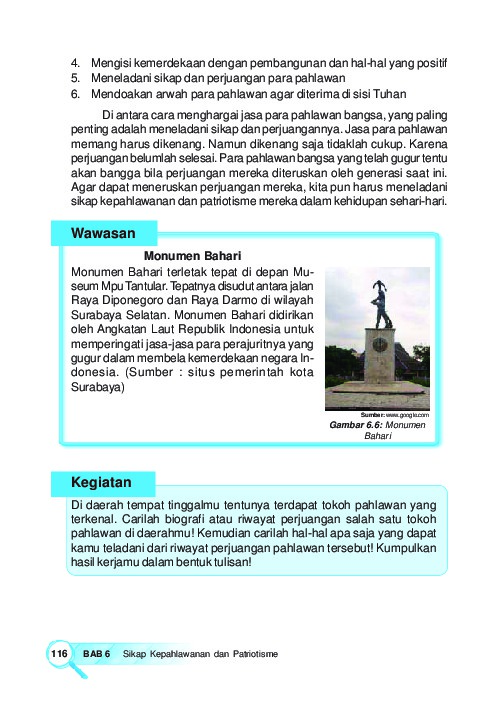 4. Mengisi kemerdekaan dengan pembangunan dan hal-hal yang positif
5. Meneladani sikap dan perjuangan para pahlawan
6. Mendoakan arwah para pahlawan agar diterima di sisi Tuhan
Di antara cara menghargai jasa para pahlawan bangsa, yang paling
penting adalah meneladani sikap dan perjuangannya. Jasa para pahlawan
memang harus dikenang. Namun dikenang saja tidaklah cukup. Karena
perjuangan belumlah selesai. Para pahlawan bangsa yang telah gugur tentu
akan bangga bila perjuangan mereka diteruskan oleh generasi saat ini.
Agar dapat meneruskan perjuangan mereka, kita pun harus meneladani
sikap kepahlawanan dan patriotisme mereka dalam kehidupan sehari-hari.
Wawasan
Monumen Bahari
Monumen Bahari terletak tepat di depan Mu-
seum Mpu Tantular. Tepatnya disudut antara jalan
Raya Diponegoro dan Raya Darmo di wilayah
Surabaya Selatan. Monumen Bahari didirikan
oleh Angkatan Laut Republik Indonesia untuk
memperingati jasa-jasa para perajuritnya yang
gugur dalam membela kemerdekaan negara In-
donesia. (Sumber : situs pemerintah kota
Surabaya)
Sumber: www.google.com
Gambar 6.6: Monumen
Bahari
Kegiatan
Di daerah tempat tinggalmu tentunya terdapat tokoh pahlawan yang
terkenal. Carilah biografi atau riwayat perjuangan salah satu tokoh
pahlawan di daerahmu! Kemudian carilah hal-hal apa saja yang dapat
kamu teladani dari riwayat perjuangan pahlawan tersebut! Kumpulkan
hasil kerjamu dalam bentuk tulisan!
116 BAB 6 Sikap Kepahlawanan dan Patriotisme